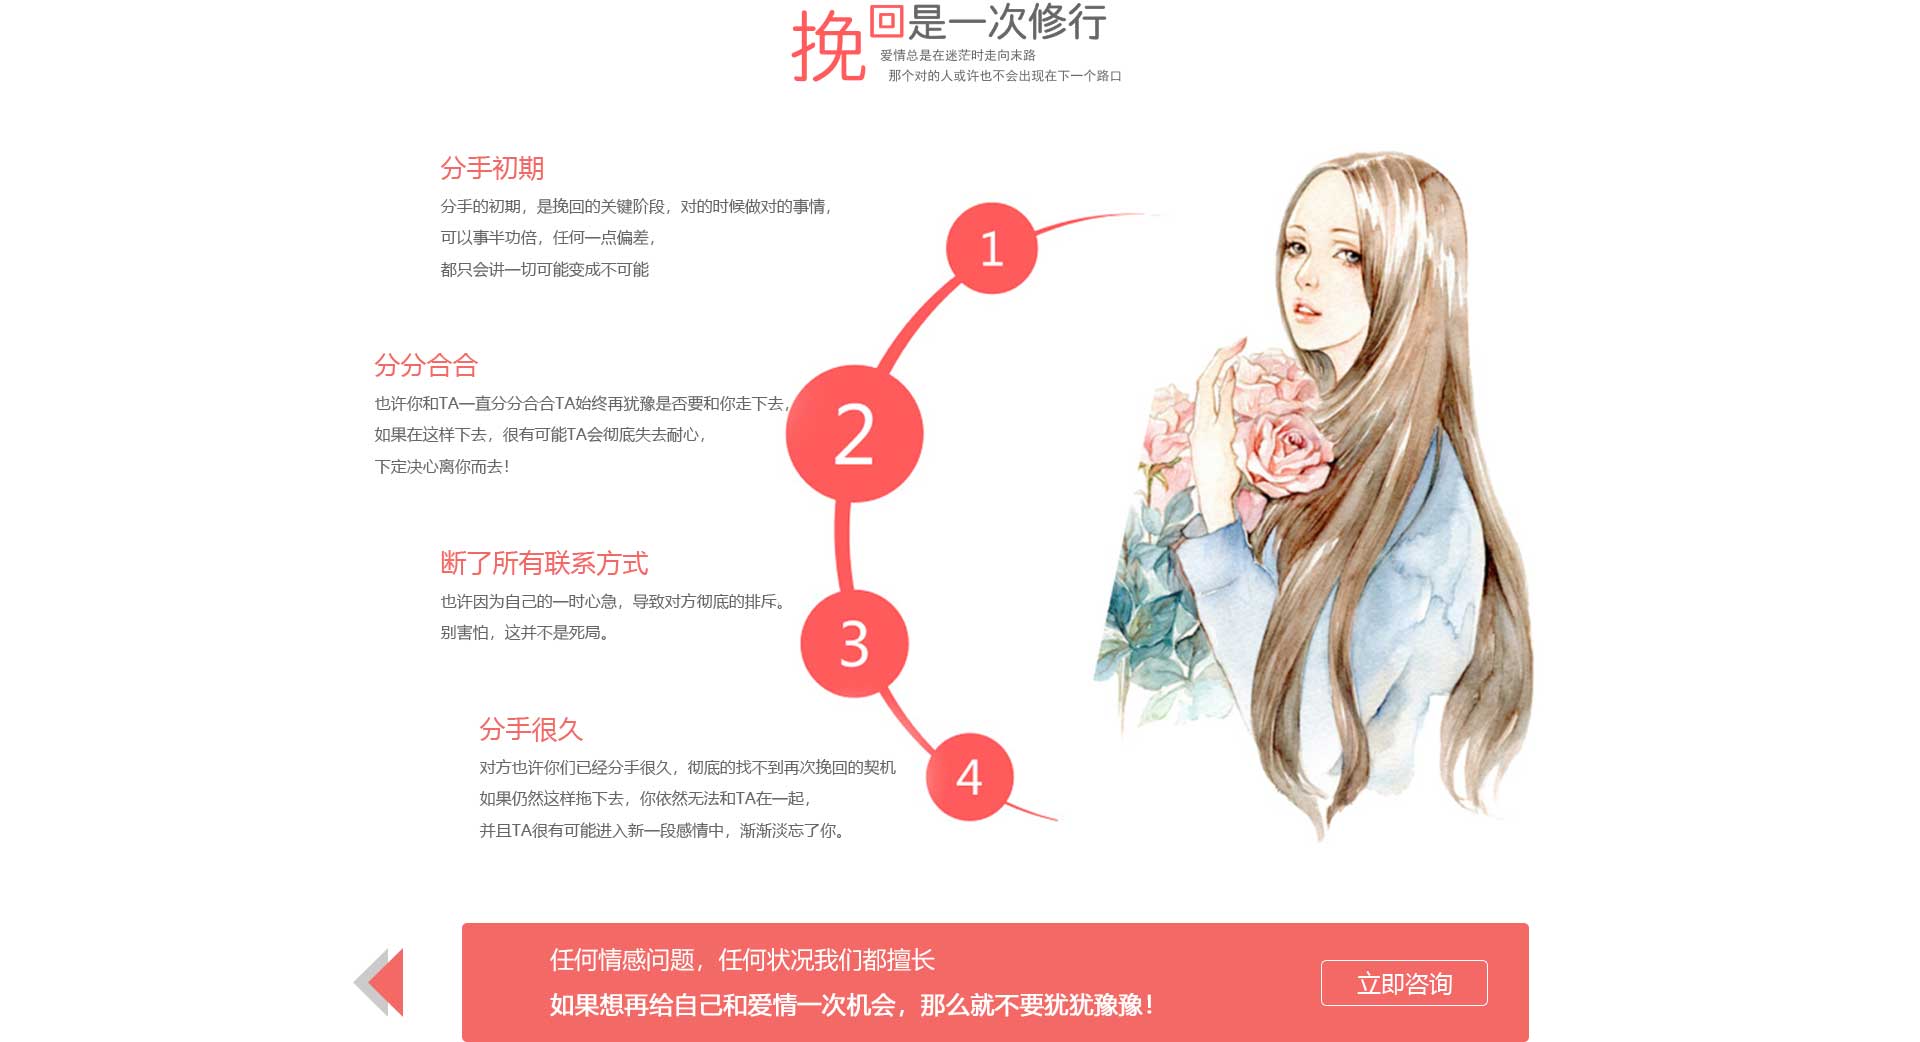 挽回是一次修行
爱情总是在迷茫时走向末路
那个对的人或许也不会出现在下一个路口
分手初期
分手的初期，是挽回的关键阶段，对的时候做对的事情，
可以事半功倍，任何一点偏差，
都只会讲一切可能变成不可能
1
分分合合
也许你和TA一直分分合合TA始终再犹豫是否要和你走下去，
如果在这样下去，很有可能TA会彻底失去耐心，
下定决心离你而去！
2
断了所有联系方式
也许因为自己的一时心急，导致对方彻底的排斥。
别害怕，这并不是死局。
3
分手很久
对方也许你们已经分手很久，彻底的找不到再次挽回的契机
如果仍然这样拖下去，你依然无法和TA在一起，
并且TA很有可能进入新一段感情中，渐渐淡忘了你。
4
任何情感问题，任何状况我们都擅长
如果想再给自己和爱情一次机会，那么就不要犹犹豫豫！
立即咨询